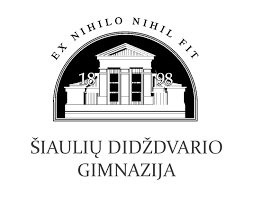 EX NIHILO NIHIL FIT
18 98
ŠIAULIŲ DIDŽDVARIO
GIMNAZIJA